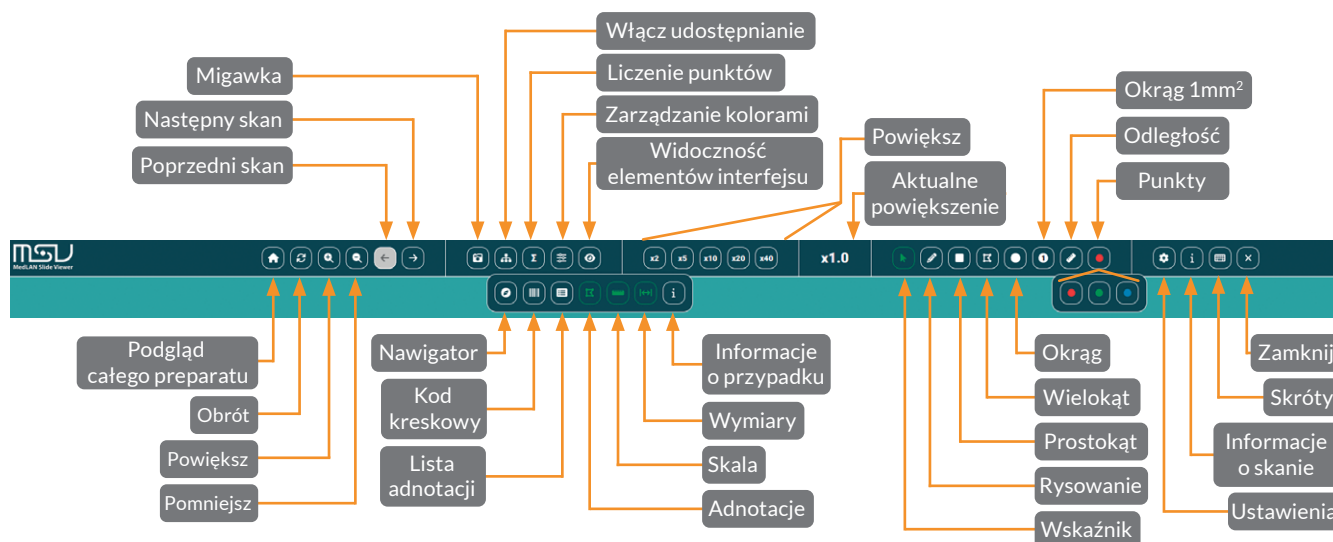 Włącz udostępnianie
Migawka
Liczenie punktów
Okrąg 1mm²
Następny skan
Zarządzanie kolorami
Powiększ
Odległość
Poprzedni skan
Widoczność
elementów interfejsu
Aktualne
powiększenie
Punkty
MSV
MedLAN Slide Viewer
Σ
x2 x5 x10 x20 x40
x1.0
1
i
i
Podgląd
całego preparatu
Obrót
Powiększ
Pomniejsz
Nawigator
Kod
kreskowy
Lista
adnotacji
Informacje
o przypadku
Wymiary
Skala
Adnotacje
Okrąg
Wielokąt
Prostokąt
Rysowanie
Wskaźnik
Zamknij
Skróty
Informacje
o skanie
Ustawienia